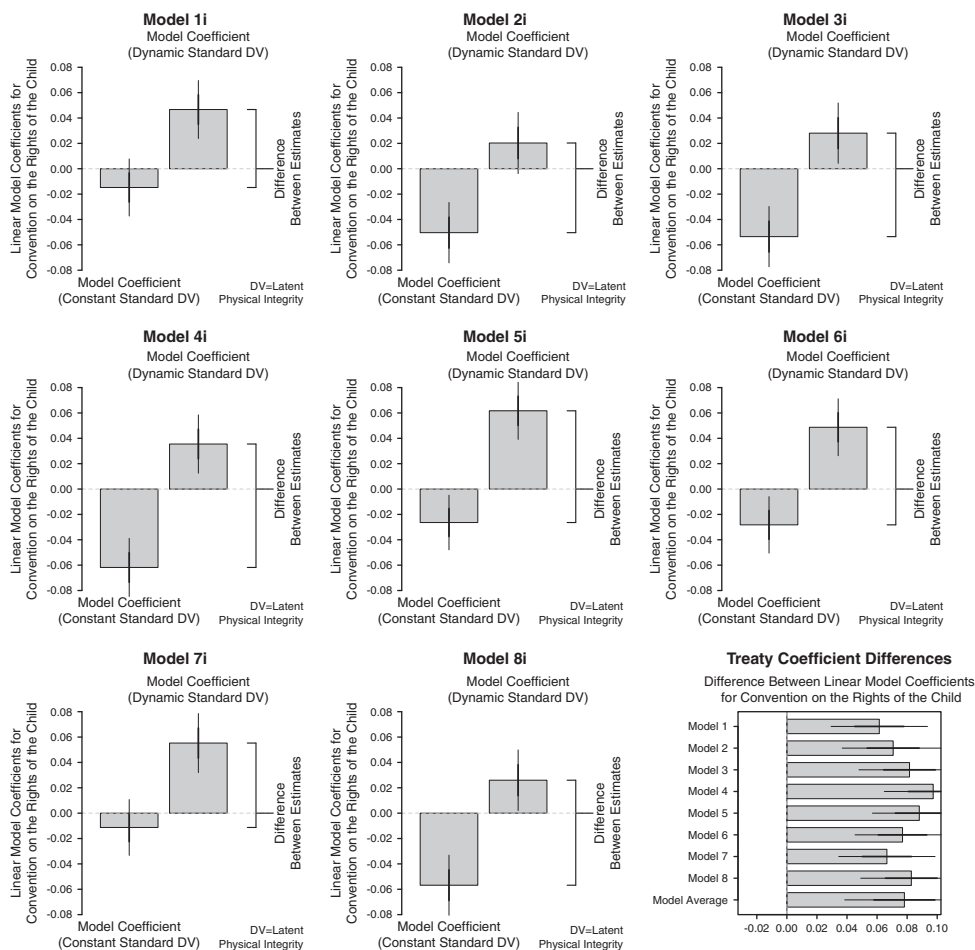 Model 1i
Model Coefficient
(Dynamic Standard DV)
Linear Model Coefficients for
Convention on the Rights of the Child
0.08
0.06
0.04
0.02
0.00
-0.02
-0.04
-0.06
-0.08
Difference
Between Estimates
Model Coefficient
(Constant Standard DV)
DV=Latent
Physical Integrity
Model 2i
Model Coefficient
(Dynamic Standard DV)
Linear Model Coefficients for
Convention on the Rights of the Child
0.08
0.06
0.04
0.02
0.00
-0.02
-0.04
-0.06
-0.08
Difference
Between Estimates
Model Coefficient
(Constant Standard DV)
DV=Latent
Physical Integrity
Model 3i
Model Coefficient
(Dynamic Standard DV)
Linear Model Coefficients for
Convention on the Rights of the Child
0.08
0.06
0.04
0.02
0.00
-0.02
-0.04
-0.06
-0.08
Difference
Between Estimates
Model Coefficient
(Constant Standard DV)
DV=Latent
Physical Integrity
Model 4i
Model Coefficient
(Dynamic Standard DV)
Linear Model Coefficients for
Convention on the Rights of the Child
0.08
0.06
0.04
0.02
0.00
-0.02
-0.04
-0.06
-0.08
Difference
Between Estimates
Model Coefficient
(Constant Standard DV)
DV=Latent
Physical Integrity
Model 5i
Model Coefficient
(Dynamic Standard DV)
Linear Model Coefficients for
Convention on the Rights of the Child
0.08
0.06
0.04
0.02
0.00
-0.02
-0.04
-0.06
-0.08
Difference
Between Estimates
Model Coefficient
(Constant Standard DV)
DV=Latent
Physical Integrity
Model 6i
Model Coefficient
(Dynamic Standard DV)
Linear Model Coefficients for
Convention on the Rights of the Child
0.08
0.06
0.04
0.02
0.00
-0.02
-0.04
-0.06
-0.08
Difference
Between Estimates
Model Coefficient
(Constant Standard DV)
DV=Latent
Physical Integrity
Model 7i
Model Coefficient
(Dynamic Standard DV)
Linear Model Coefficients for
Convention on the Rights of the Child
0.08
0.06
0.04
0.02
0.00
-0.02
-0.04
-0.06
-0.08
Difference
Between Estimates
Model Coefficient
(Constant Standard DV)
DV=Latent
Physical Integrity
Model 8i
Model Coefficient
(Dynamic Standard DV)
Linear Model Coefficients for
Convention on the Rights of the Child
0.08
0.06
0.04
0.02
0.00
-0.02
-0.04
-0.06
-0.08
Difference
Between Estimates
Model Coefficient
(Constant Standard DV)
DV=Latent
Physical Integrity
Treaty Coefficient Differences
Difference Between Linear Model Coefficients
for Convention on the Rights of the Child
Model 1
Model 2
Model 3
Model 4
Model 5
Model 6
Model 7
Model 8
Model Average
-0.02 0.00 0.02 0.04 0.06 0.08 0.10